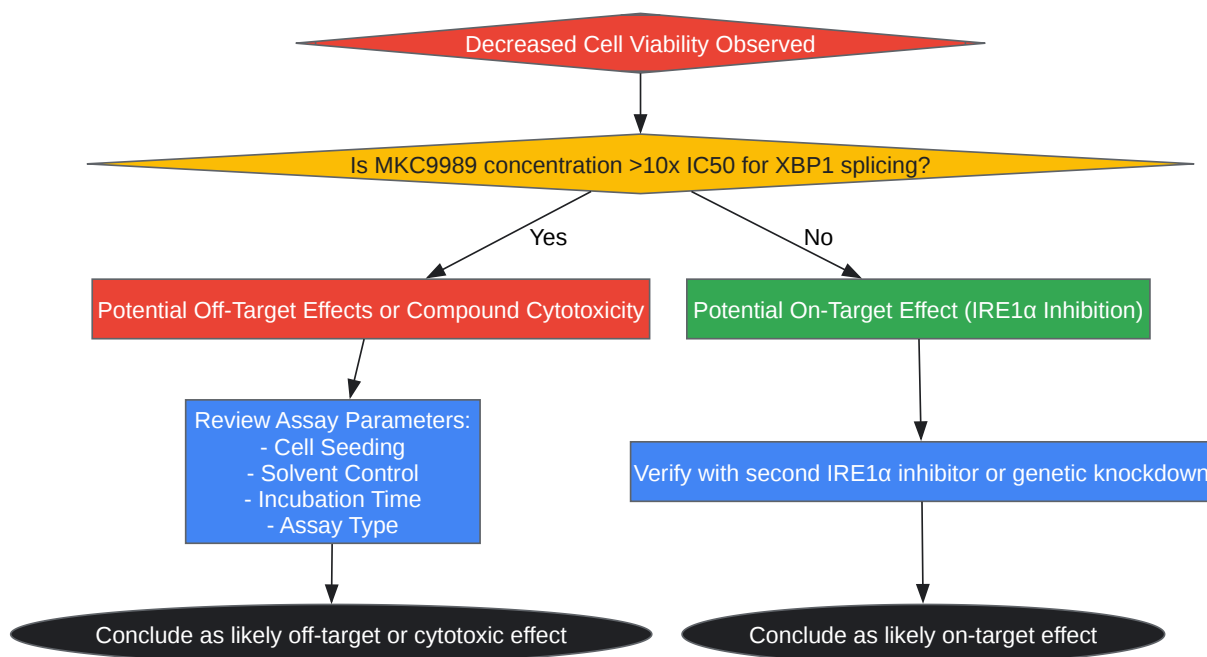 Decreased Cell Viability Observed
Is MKC9989 concentration >10x IC50 for XBP1 splicing?
Yes
No
Potential Off-Target Effects or Compound Cytotoxicity
Potential On-Target Effect (IRE1α Inhibition)
Review Assay Parameters:
- Cell Seeding
- Solvent Control
- Incubation Time
- Assay Type
Verify with second IRE1α inhibitor or genetic knockdown
Conclude as likely off-target or cytotoxic effect
Conclude as likely on-target effect